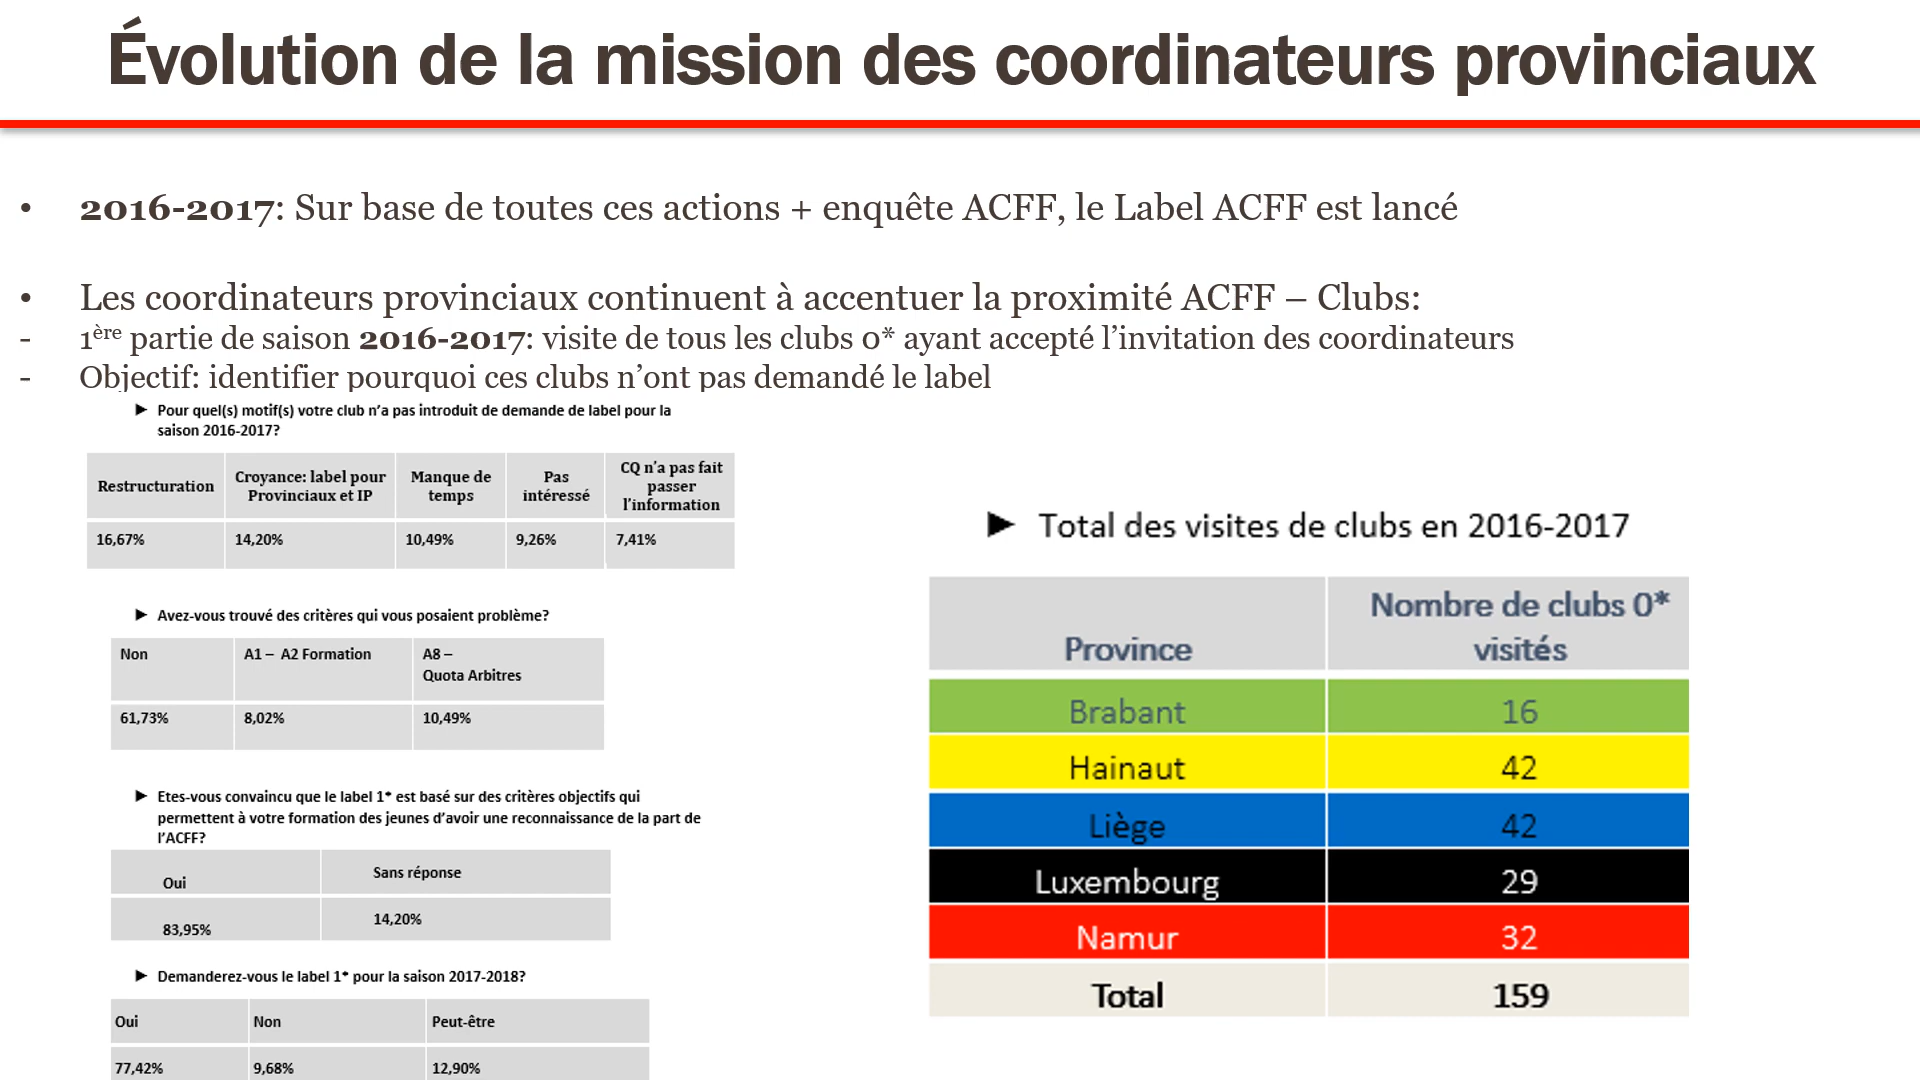 Évolution de la mission des coordinateurs provinciaux
• 2016-2017: Sur base de toutes ces actions + enquête ACFF, le Label ACFF est lancé
• Les coordinateurs provinciaux continuent à accentuer la proximité ACFF – Clubs:
- 1ère partie de saison 2016-2017: visite de tous les clubs 0* ayant accepté l’invitation des coordinateurs
- Objectif: identifier pourquoi ces clubs n’ont pas demandé le label
► Pour quel(s) motif(s) votre club n’a pas introduit de demande de label pour la
saison 2016-2017?
Restructuration
Croyance: label pour
Provinciaux et IP
Manque de
temps
Pas
intéressé
CQ n’a pas fait
passer
l’information
16,67% 14,20% 10,49% 9,26% 7,41%
► Avez-vous trouvé des critères qui vous posaient problème?
Non
A1 – A2 Formation
A8 –
Quota Arbitres
61,73% 8,02% 10,49%
► Etes-vous convaincu que le label 1* est basé sur des critères objectifs qui
permettent à votre formation des jeunes d’avoir une reconnaissance de la part de
l’ACFF?
Oui Sans réponse
83,95% 14,20%
► Demanderez-vous le label 1* pour la saison 2017-2018?
Oui Non Peut-être
77,42% 9,68% 12,90%
► Total des visites de clubs en 2016-2017
Province
Nombre de clubs 0*
visités
Brabant 16
Hainaut 42
Liège 42
Luxembourg 29
Namur 32
Total 159